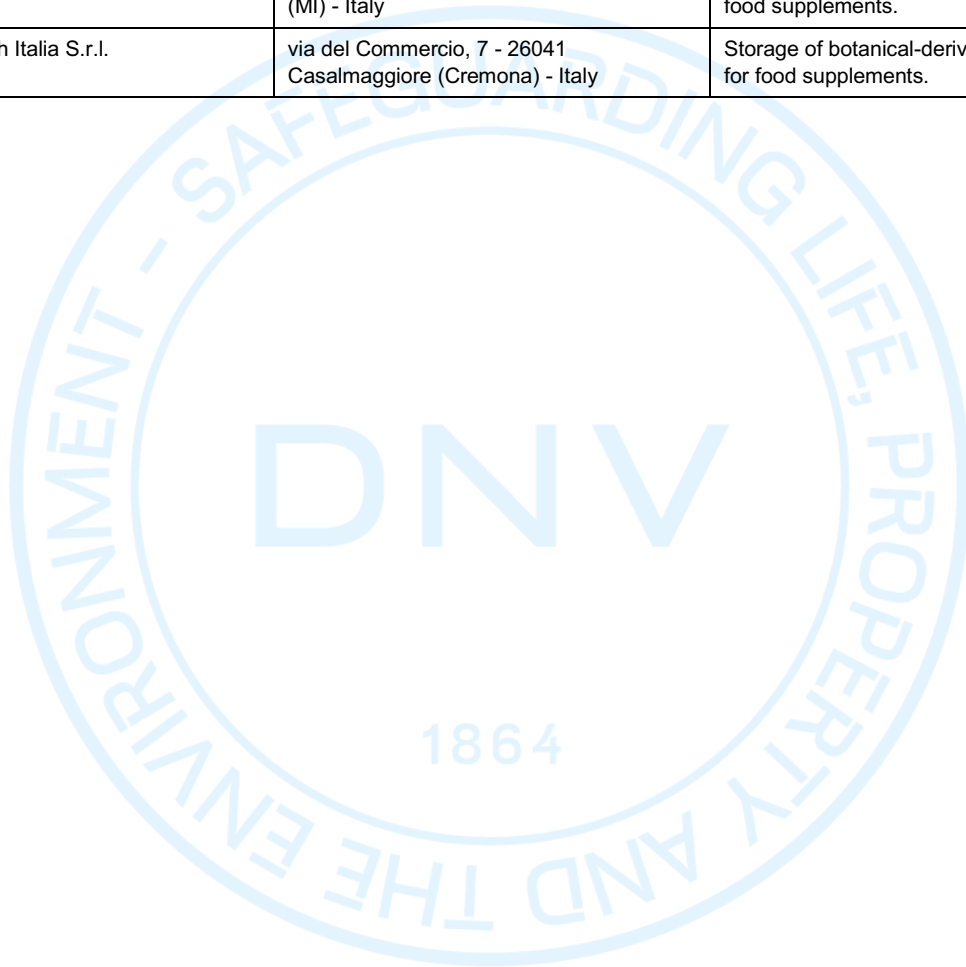 (MI) - Italy
food supplements.
h Italia S.r.l.
via del Commercio, 7 - 26041
Casalmaggiore (Cremona) - Italy
Storage of botanical-deriv
for food supplements.
SAFEGUARDING LIFE, PROPERTY AND THE ENVIRONMENT -
DNV
1864